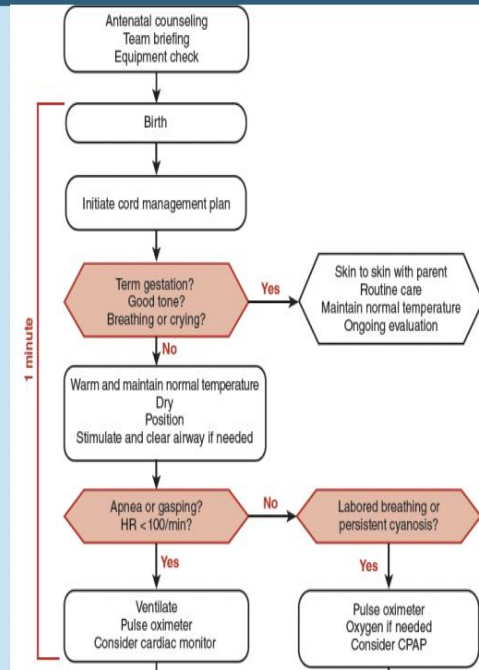 Antenatal counseling
Team briefing
Equipment check
Birth
Initiate cord management plan
Term gestation?
Good tone?
Breathing or crying?
Yes
Skin to skin with parent
Routine care
Maintain normal temperature
Ongoing evaluation
No
1 minute
Warm and maintain normal temperature
Dry
Position
Stimulate and clear airway if needed
Apnea or gasping?
HR <100/min?
No
Labored breathing or
persistent cyanosis?
Yes
Yes
Ventilate
Pulse oximeter
Consider cardiac monitor
Pulse oximeter
Oxygen if needed
Consider CPAP